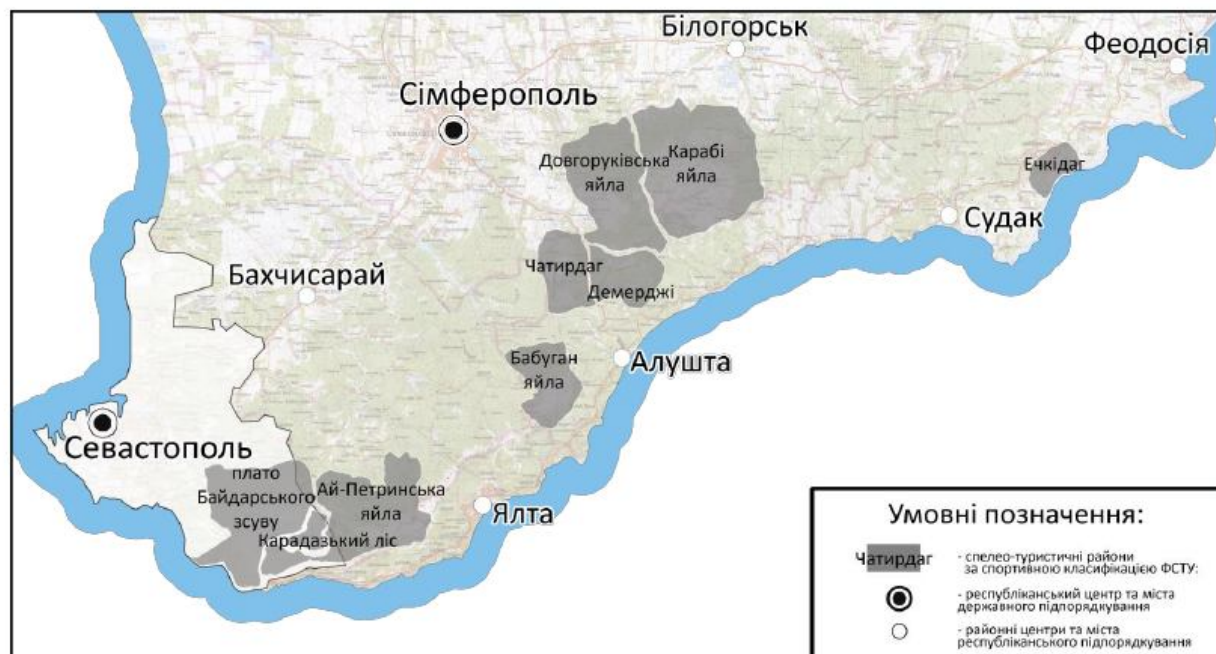 Білогорськ
Феодосія
Сімферополь
Довгоруківська
яйла
Карабі
яйла
Ечкідаг
Судак
Чатирдаг
Демерджі
Бахчисарай
Бабуган
яйла
Алушта
Севастополь
плато
Байдарського
зсуву
Ай-Петринська
яйла
Карадазький ліс
Ялта
Умовні позначення:
Чатирдаг
- спелео-туристичні райони
за спортивною класифікацією ФСТУ:
- республіканський центр та міста
державного підпорядкування
- районні центри та міста
республіканського підпорядкування